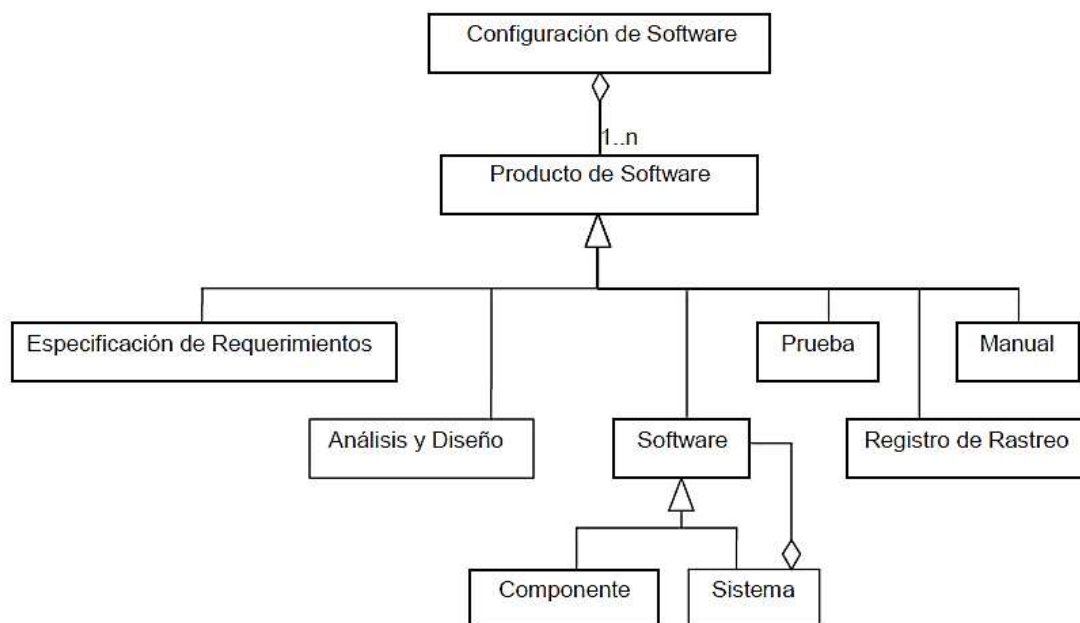 Configuración de Software
1..n
Producto de Software
Especificación de Requerimientos
Prueba
Manual
Análisis y Diseño
Software
Registro de Rastreo
Componente
Sistema